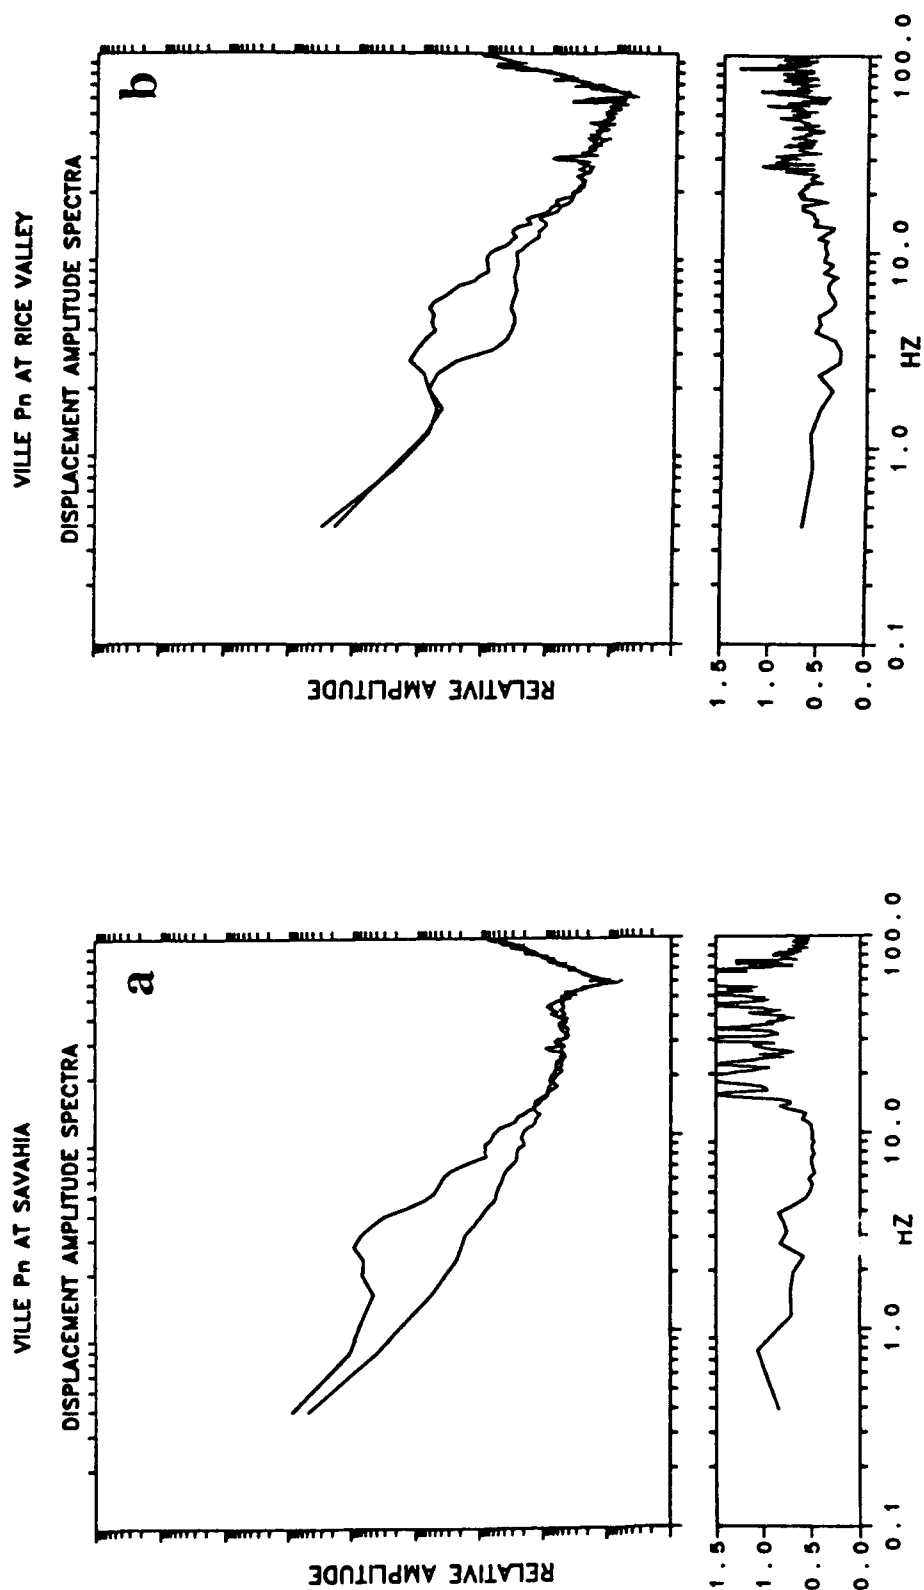 VILLE Pn AT SAVAHIA
DISPLACEMENT AMPLITUDE SPECTRA
a
RELATIVE AMPLITUDE
1.5
1.0
0.5
0.0
0.1
1.0
10.0
100.0
HZ
VILLE Pn AT RICE VALLEY
DISPLACEMENT AMPLITUDE SPECTRA
b
RELATIVE AMPLITUDE
1.5
1.0
0.5
0.0
0.1
1.0
10.0
100.0
HZ